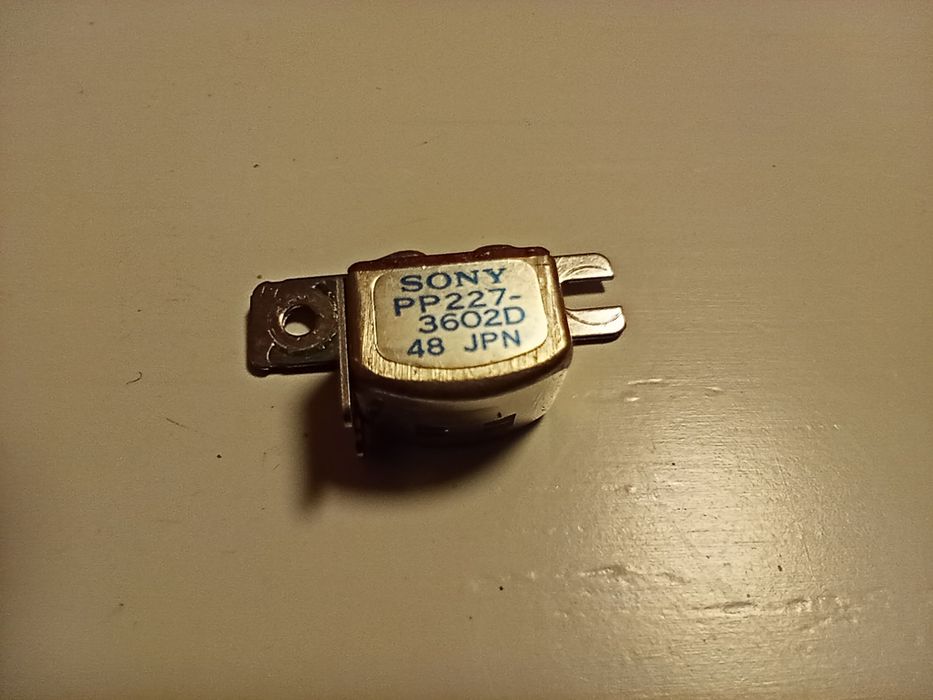 SONY
PP227-
3602D
48 JPN